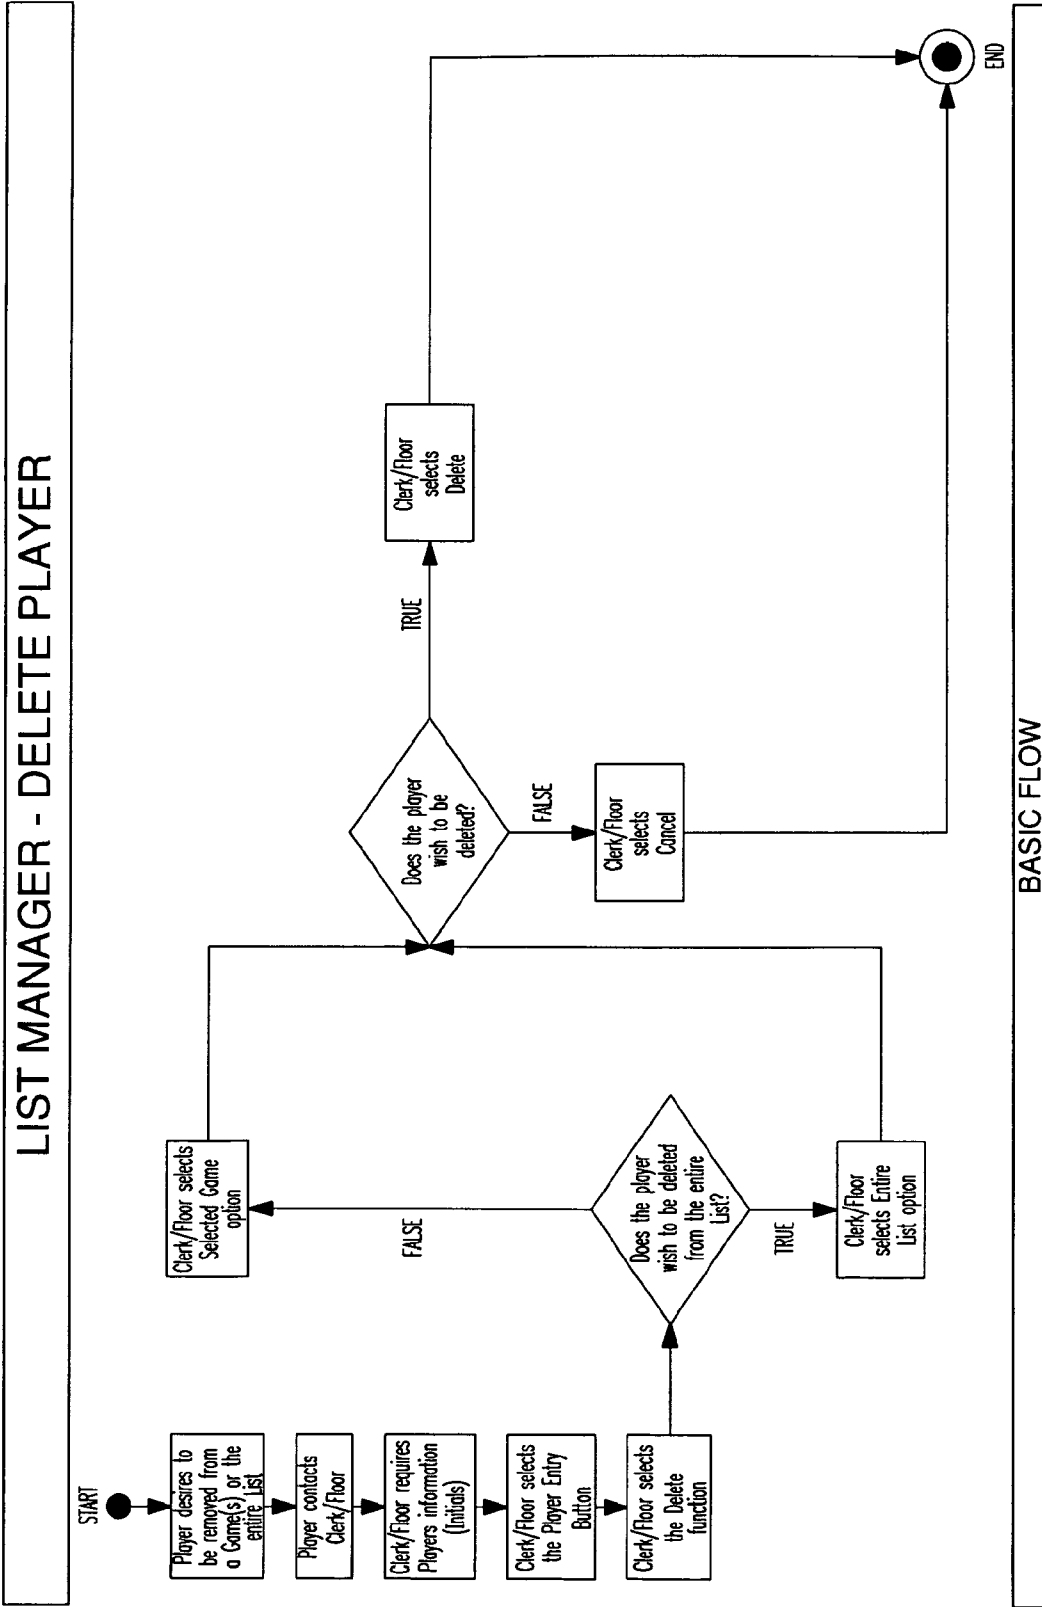 LIST MANAGER - DELETE PLAYER
START
Player desires to
be removed from
a Game(s) or the
entire List
Player contacts
Clerk/Floor
Clerk/Floor requires
Players information
(Initials)
Clerk/Floor selects
the Player Entry
Button
Clerk/Floor selects
the Delete
function
Does the player
wish to be deleted
from the entire
List?
FALSE
Clerk/Floor selects
Selected Game
option
TRUE
Clerk/Floor
selects Entire
List option
Does the player
wish to be
deleted?
TRUE
Clerk/Floor
selects
Delete
FALSE
Clerk/Floor
selects
Cancel
END
BASIC FLOW